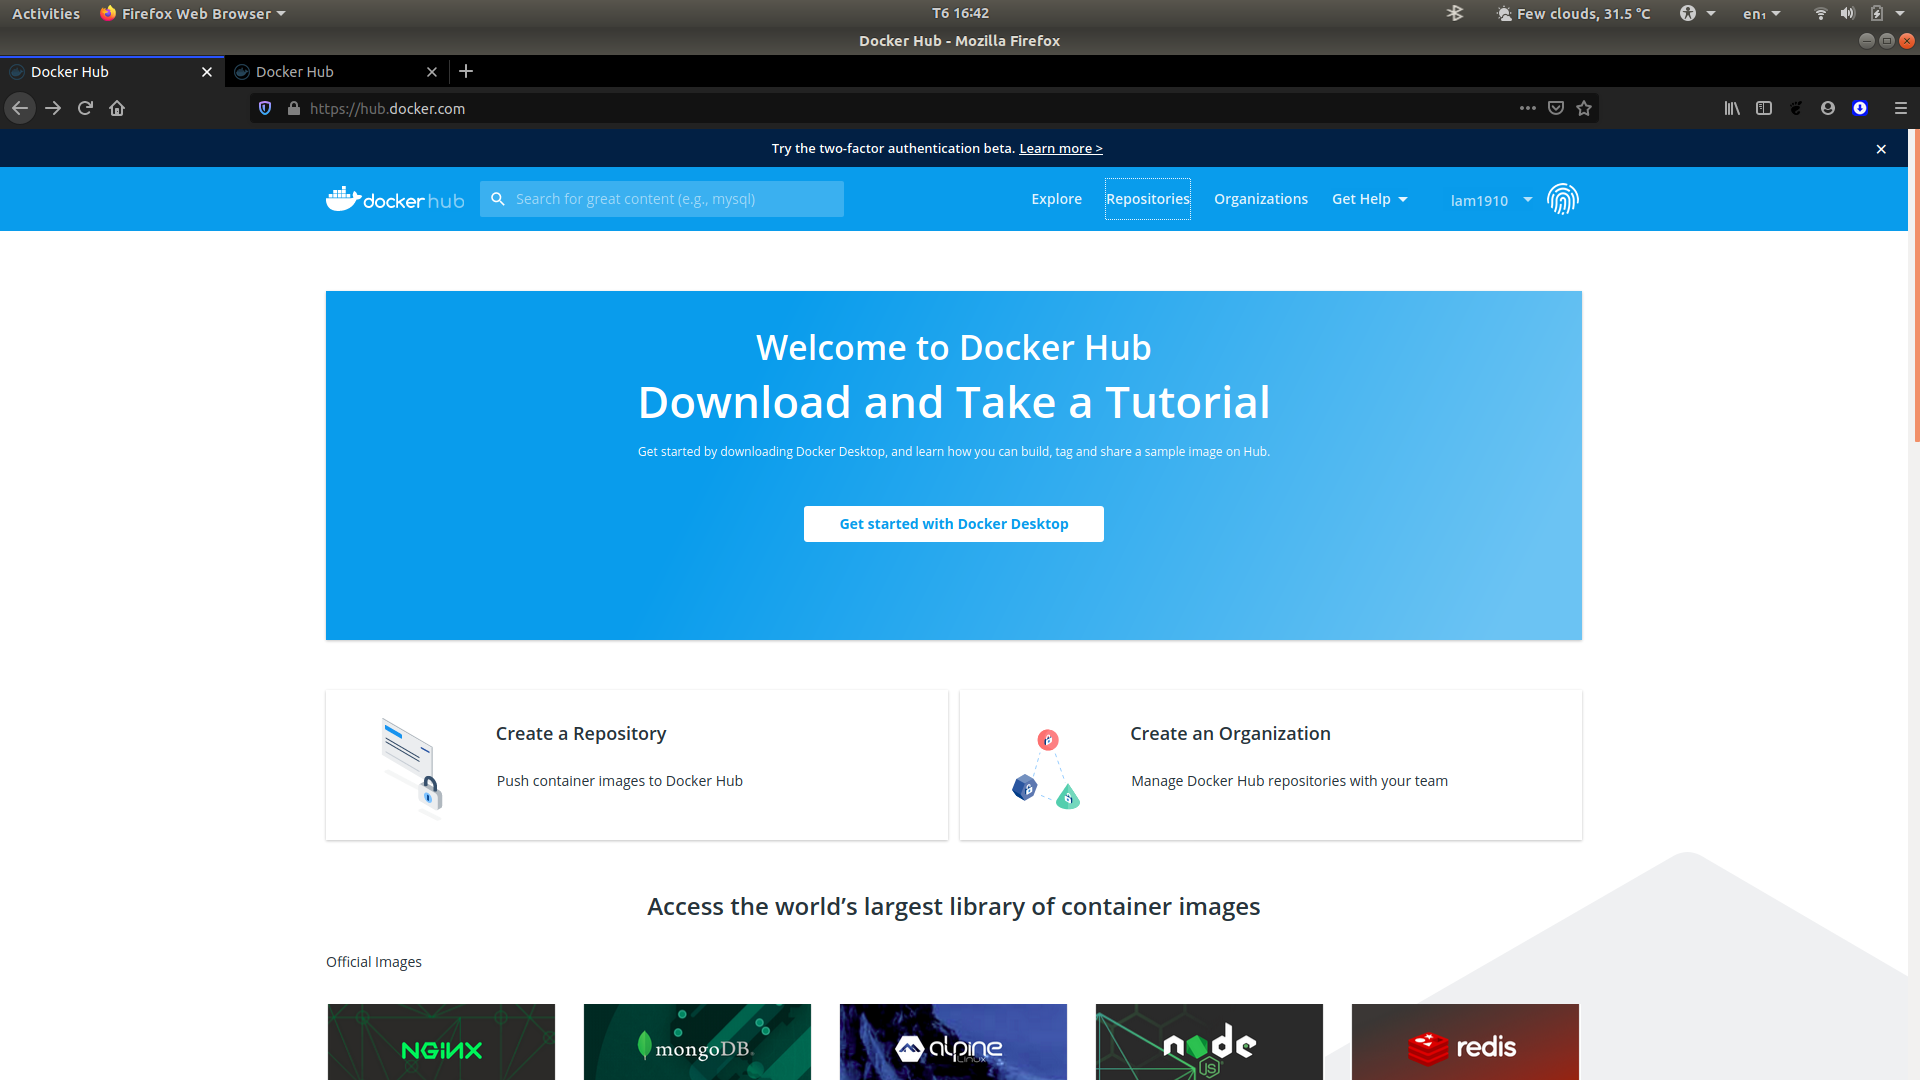 Activities Firefox Web Browser T6 16:42 Few clouds, 31.5 °C en₁
Docker Hub - Mozilla Firefox
Docker Hub Docker Hub
https://hub.docker.com
Try the two-factor authentication beta. Learn more >
docker hub Search for great content (e.g., mysql) Explore Repositories Organizations Get Help lam1910
Welcome to Docker Hub
Download and Take a Tutorial
Get started by downloading Docker Desktop, and learn how you can build, tag and share a sample image on Hub.
Get started with Docker Desktop
Create a Repository
Push container images to Docker Hub
Create an Organization
Manage Docker Hub repositories with your team
Access the world’s largest library of container images
Official Images
NGINX mongoDB® alpine Linux node JS redis